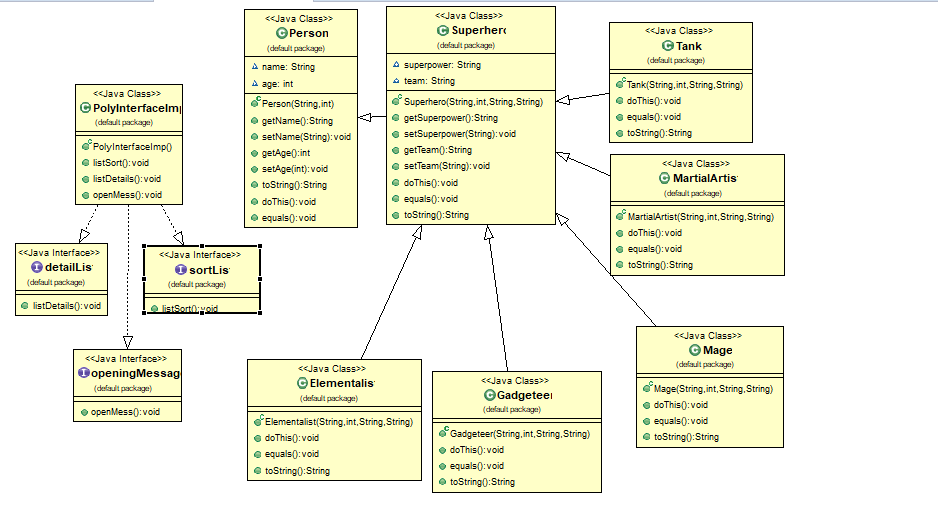 <<Java Class>>
Person
(default package)
name: String
age: int
Person(String,int)
getName():String
setName(String):void
getAge():int
setAge(int):void
toString():String
doThis():void
equals():void
<<Java Class>>
Superhero
(default package)
superpower: String
team: String
Superhero(String,int,String,String)
getSuperpower():String
setSuperpower(String):void
getTeam():String
setTeam(String):void
doThis():void
equals():void
toString():String
<<Java Class>>
Tank
(default package)
Tank(String,int,String,String)
doThis():void
equals():void
toString():String
<<Java Class>>
PolyInterfaceImp
(default package)
PolyInterfaceImp()
listSort():void
listDetails():void
openMess():void
<<Java Class>>
MartialArtis
(default package)
MartialArtist(String,int,String,String)
doThis():void
equals():void
toString():String
<<Java Interface>>
detailLis
(default package)
listDetails():void
<<Java Interface>>
sortLis
(default package)
listSort():void
<<Java Interface>>
openingMessag
(default package)
openMess():void
<<Java Class>>
Elementalis
(default package)
Elementalist(String,int,String,String)
doThis():void
equals():void
toString():String
<<Java Class>>
Gadgeteer
(default package)
Gadgeteer(String,int,String,String)
doThis():void
equals():void
toString():String
<<Java Class>>
Mage
(default package)
Mage(String,int,String,String)
doThis():void
equals():void
toString():String